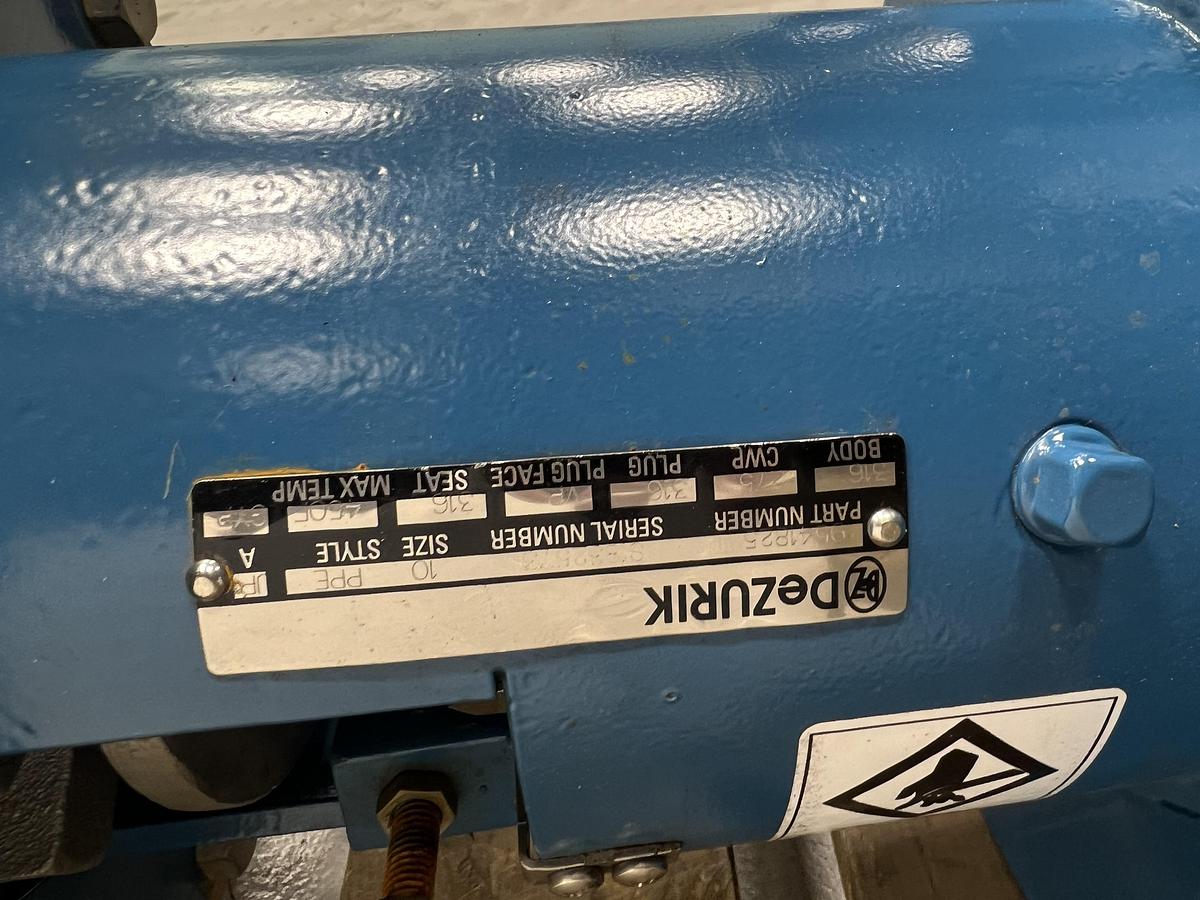 DeZURIK
10 PPE
PART NUMBER SERIAL NUMBER SIZE STYLE A
316 316 316 450F
BODY CWP PLUG PLUG FACE SEAT MAX TEMP